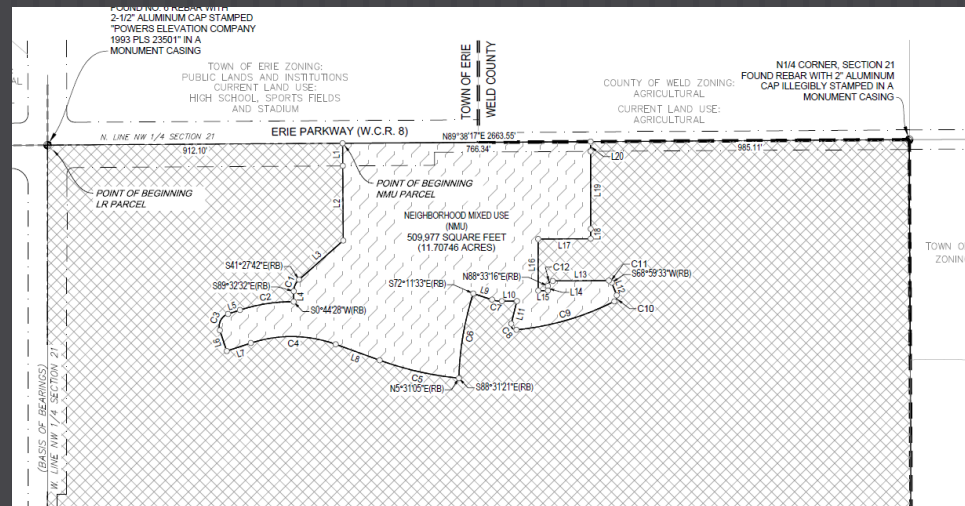 FOUND NO. 6 REBAR WITH
2-1/2" ALUMINUM CAP STAMPED
"POWERS ELEVATION COMPANY
1993 PLS 23501" IN A
MONUMENT CASING
TOWN OF ERIE ZONING:
PUBLIC LANDS AND INSTITUTIONS
CURRENT LAND USE:
HIGH SCHOOL, SPORTS FIELDS
AND STADIUM
TOWN OF ERIE
WELD COUNTY
COUNTY OF WELD ZONING:
AGRICULTURAL
CURRENT LAND USE:
AGRICULTURAL
N1/4 CORNER, SECTION 21
FOUND REBAR WITH 2" ALUMINUM
CAP ILLEGIBLY STAMPED IN A
MONUMENT CASING
AL
N. LINE NW 1/4 SECTION 21
ERIE PARKWAY (W.C.R. 8)
N89°38'17"E 2663.55'
912.10'
766.34'
985.11'
L20
L1
POINT OF BEGINNING
LR PARCEL
POINT OF BEGINNING
NMU PARCEL
L2
L19
NEIGHBORHOOD MIXED USE
(NMU)
509,977 SQUARE FEET
(11.70746 ACRES)
L18
L17
L3
L16
TOWN OF
ZONING
S41°27'42"E(RB)
S89°32'32"E(RB)
C1
L4
S0°44'28"W(RB)
S72°11'33"E(RB)
N88°33'16"E(RB)
C12
L13
C11
S68°59'33"W(RB)
L12
L15
L14
C10
L9
C7
L10
L11
C8
C9
L5
C2
C3
L6
L7
C4
L8
C5
C6
N5°31'05"E(RB)
S88°31'21"E(RB)
(BASIS OF BEARINGS)
W. LINE NW 1/4 SECTION 21